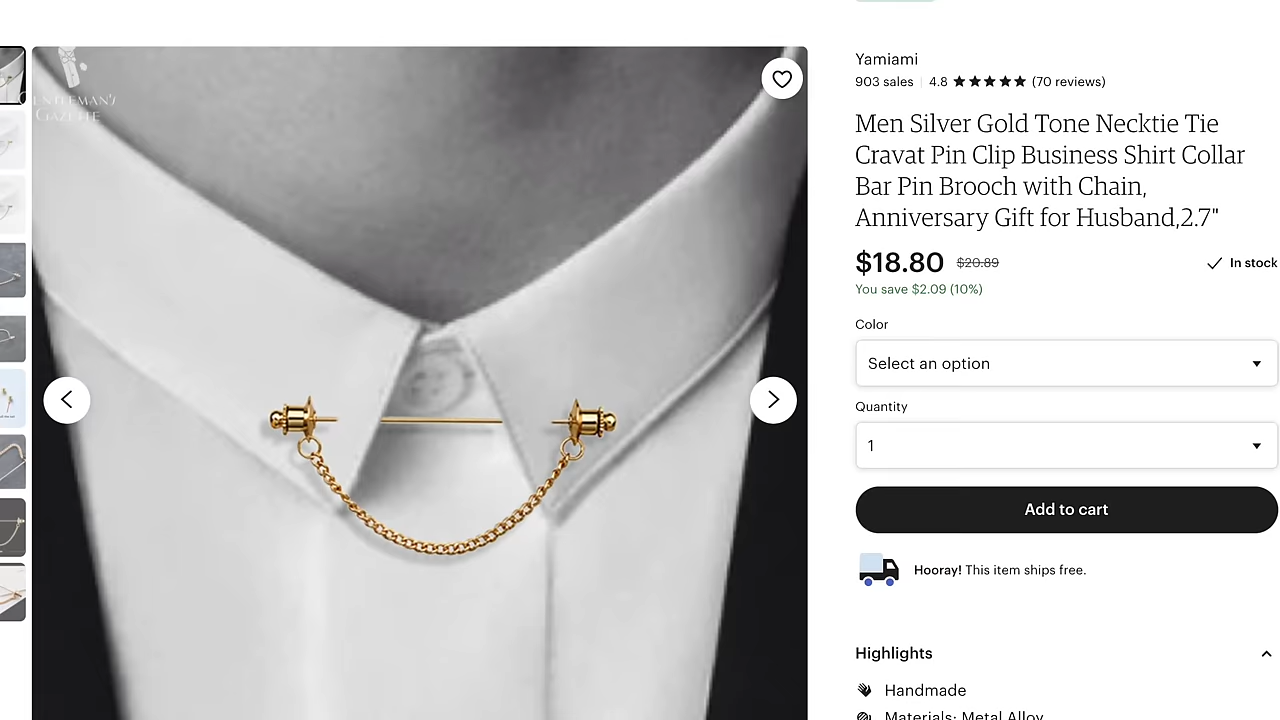 GENTLEMAN'S
GAZETTE
Yamiami
903 sales | 4.8 ★★★★★ (70 reviews)
Men Silver Gold Tone Necktie Tie
Cravat Pin Clip Business Shirt Collar
Bar Pin Brooch with Chain,
Anniversary Gift for Husband,2.7"
$18.80 $20.89 In stock
You save $2.09 (10%)
Color
Select an option
Quantity
1
Add to cart
Hooray! This item ships free.
Highlights
Handmade
Materials: Metal Alloy